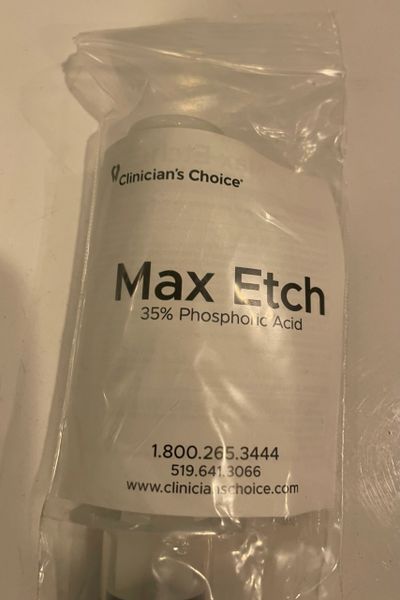 Clinician's Choice®
Max Etch
35% Phosphoric Acid
1.800.265.3444
519.641.3066
www.clinicianschoice.com